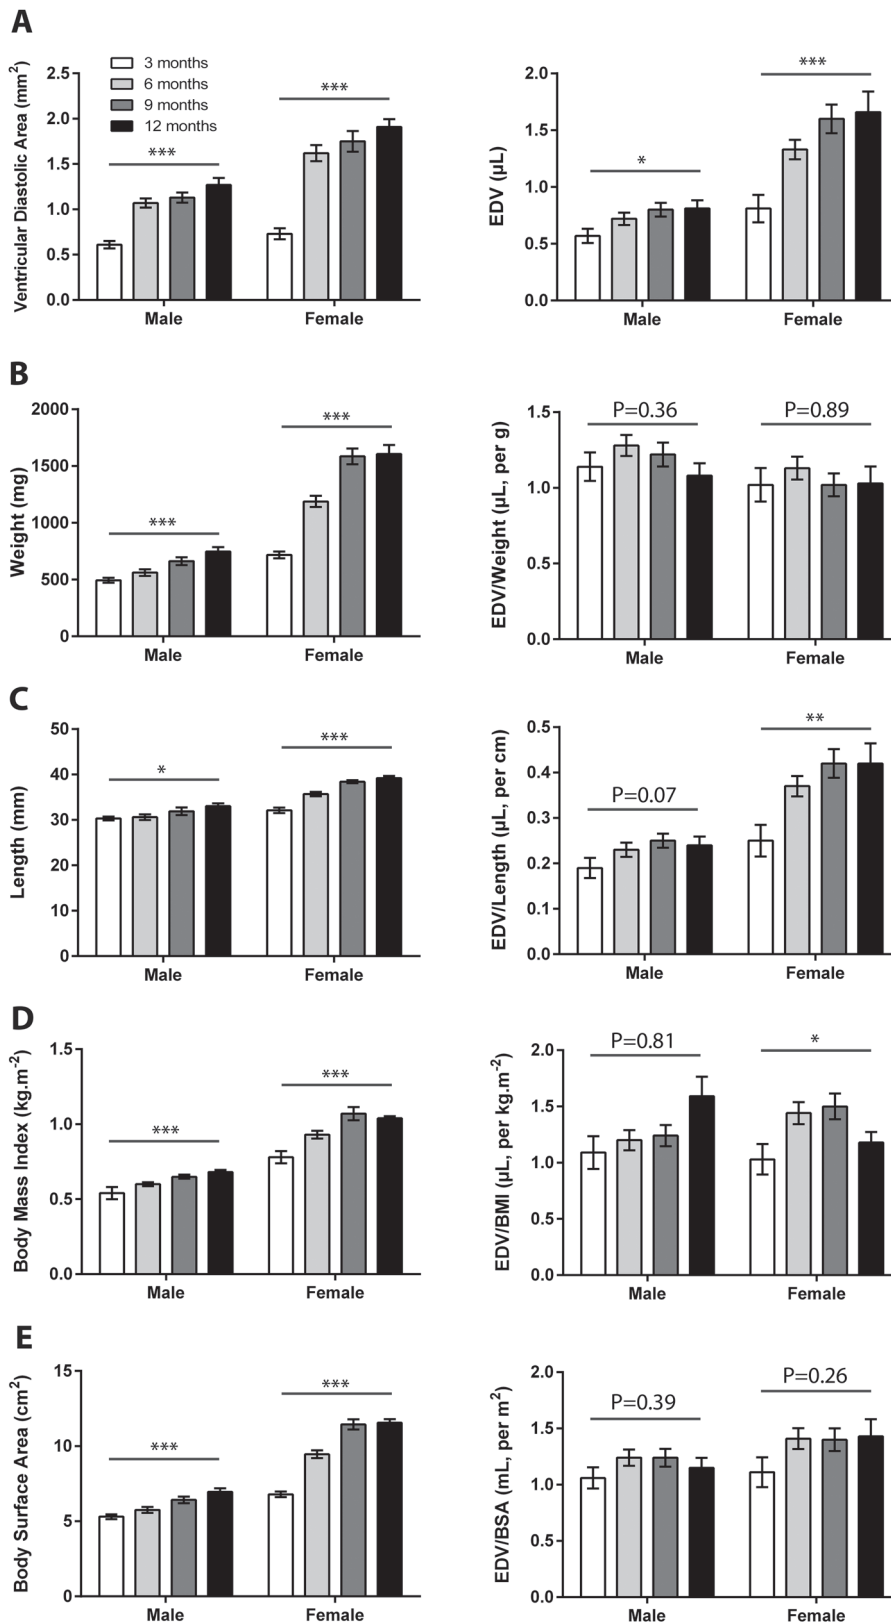 A
Ventricular Diastolic Area (mm²)
2.5
2.0
1.5
1.0
0.5
0.0
3 months
6 months
9 months
12 months
***
***
Male
Female
EDV (µL)
2.0
1.5
1.0
0.5
0.0
*
***
Male
Female
B
Weight (mg)
2000
1500
1000
500
0
***
***
Male
Female
EDV/Weight (µL, per g)
1.5
1.0
0.5
0.0
P=0.36
P=0.89
Male
Female
C
Length (mm)
50
40
30
20
10
0
*
***
Male
Female
EDV/Length (µL, per cm)
0.5
0.4
0.3
0.2
0.1
0.0
P=0.07
**
Male
Female
D
Body Mass Index (kg.m⁻²)
1.5
1.0
0.5
0.0
***
***
Male
Female
EDV/BMI (µL, per kg.m⁻²)
2.0
1.5
1.0
0.5
0.0
P=0.81
*
Male
Female
E
Body Surface Area (cm²)
15
10
5
0
***
***
Male
Female
EDV/BSA (mL, per m²)
2.0
1.5
1.0
0.5
0.0
P=0.39
P=0.26
Male
Female